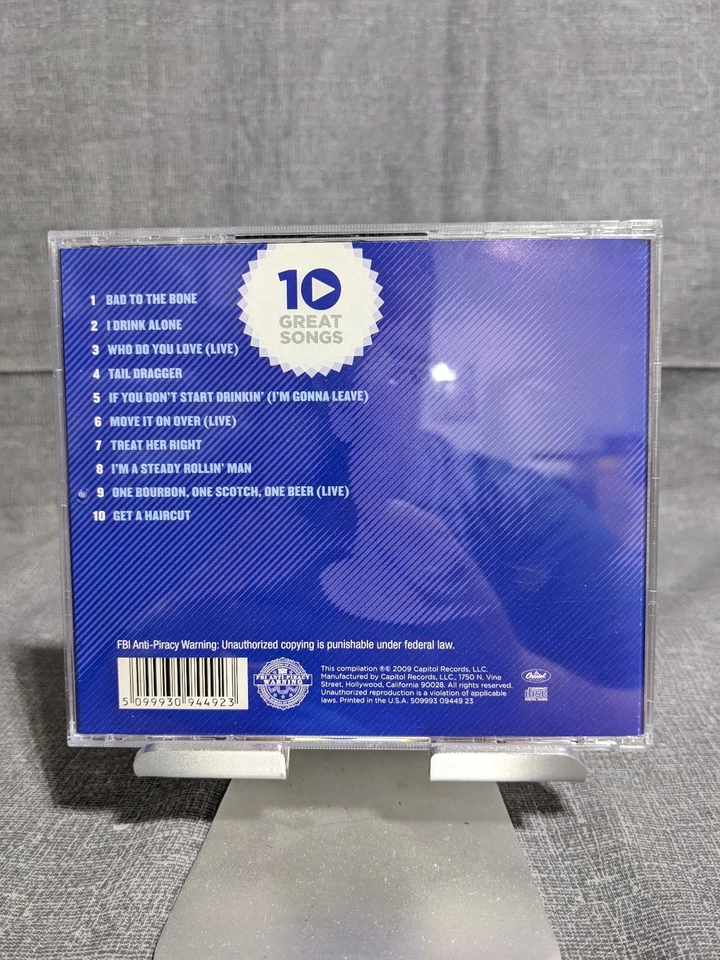 10
GREAT
SONGS
1 BAD TO THE BONE
2 I DRINK ALONE
3 WHO DO YOU LOVE (LIVE)
4 TAIL DRAGGER
5 IF YOU DON'T START DRINKIN' (I'M GONNA LEAVE)
6 MOVE IT ON OVER (LIVE)
7 TREAT HER RIGHT
8 I'M A STEADY ROLLIN' MAN
9 ONE BOURBON, ONE SCOTCH, ONE BEER (LIVE)
10 GET A HAIRCUT
FBI Anti-Piracy Warning: Unauthorized copying is punishable under federal law.
5 099930 944923
FBI ANTI-PIRACY
WARNING
This compilation ℗© 2009 Capitol Records, LLC.
Manufactured by Capitol Records, LLC., 1750 N. Vine
Street, Hollywood, California 90028. All rights reserved.
Unauthorized reproduction is a violation of applicable
laws. Printed in the U.S.A. 509993 09449 23
Capitol